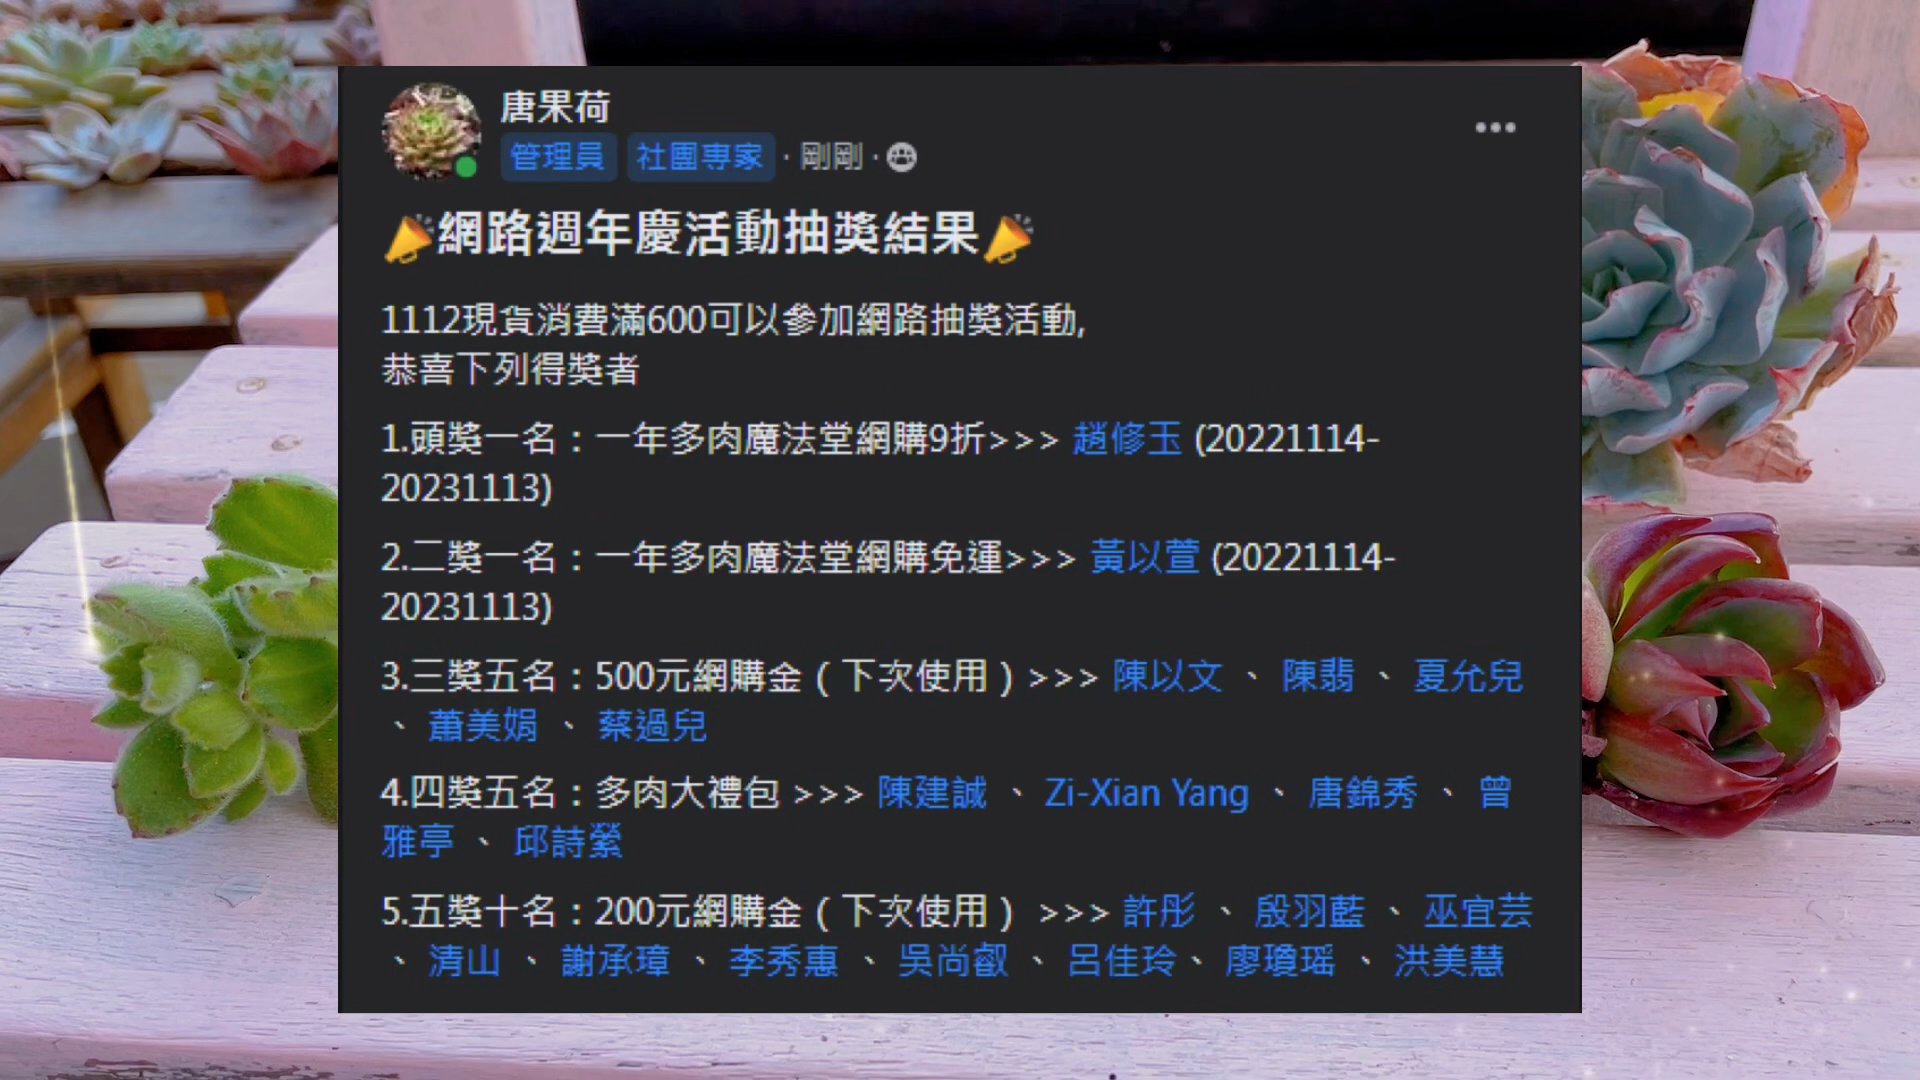 唐果荷
管理員 社團專家 · 剛剛 ·
📣網路週年慶活動抽獎結果📣
1112現貨消費滿600可以參加網路抽獎活動,
恭喜下列得獎者
1.頭獎一名：一年多肉魔法堂網購9折>>> 趙修玉 (20221114-
20231113)
2.二獎一名：一年多肉魔法堂網購免運>>> 黃以萱 (20221114-
20231113)
3.三獎五名：500元網購金（下次使用）>>> 陳以文 、 陳翡 、 夏允兒
、 蕭美娟 、 蔡過兒
4.四獎五名：多肉大禮包 >>> 陳建誠 、 Zi-Xian Yang 、 唐錦秀 、 曾
雅亭 、 邱詩縈
5.五獎十名：200元網購金（下次使用） >>> 許彤 、 殷羽藍 、 巫宜芸
、 清山 、 謝承璋 、 李秀惠 、 吳尚叡 、 呂佳玲、 廖瓊瑶 、 洪美慧